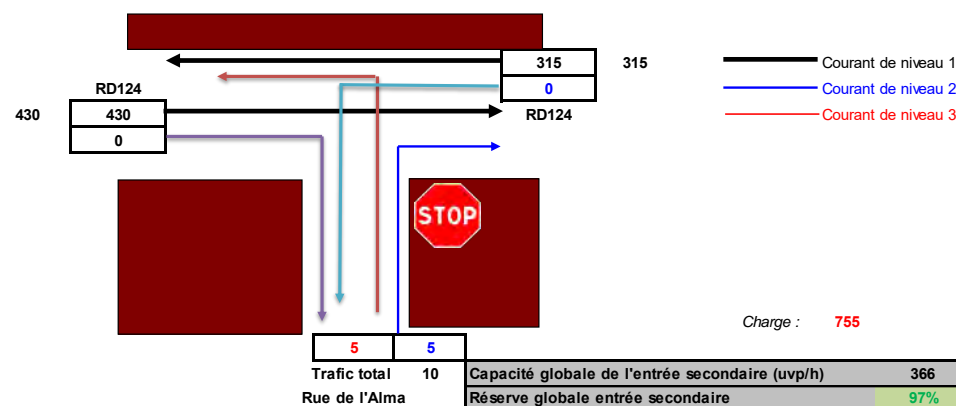 315 315
0
RD124
Courant de niveau 1
Courant de niveau 2
Courant de niveau 3
RD124
430 430
0
STOP
Charge : 755
5 5
Trafic total 10
Rue de l'Alma
Capacité globale de l'entrée secondaire (uvp/h) 366
Réserve globale entrée secondaire 97%